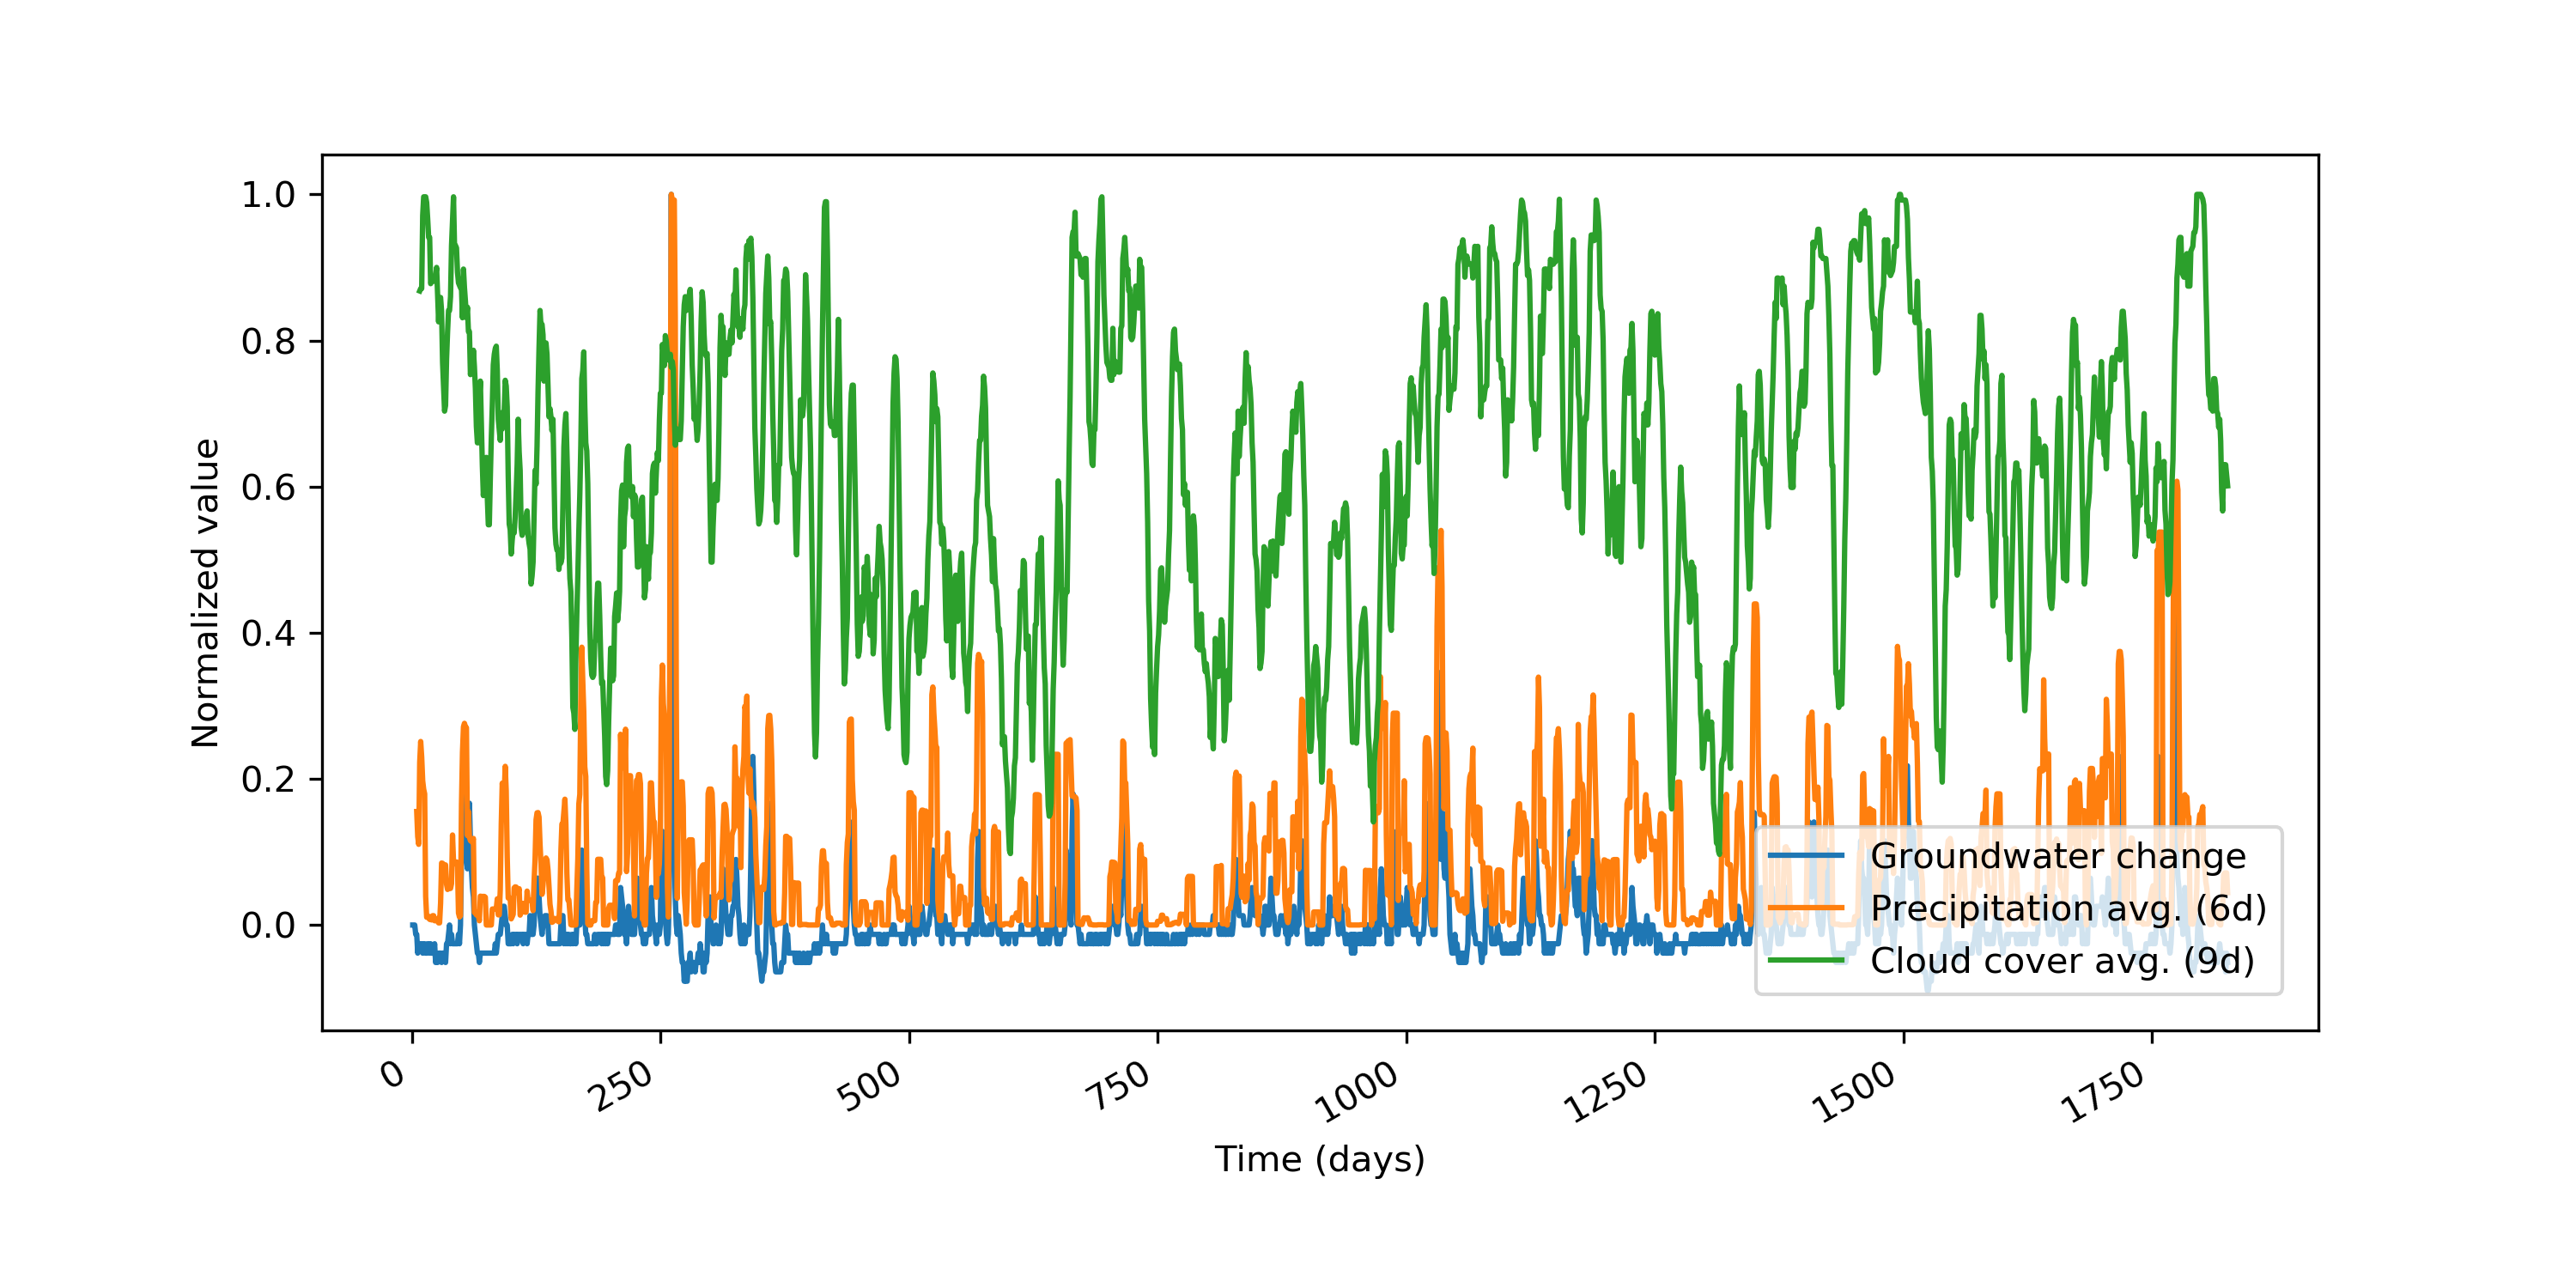 1.0
0.8
0.6
0.4
0.2
0.0
Normalized value
0
250
500
750
1000
1250
1500
1750
Time (days)
Groundwater change
Precipitation avg. (6d)
Cloud cover avg. (9d)